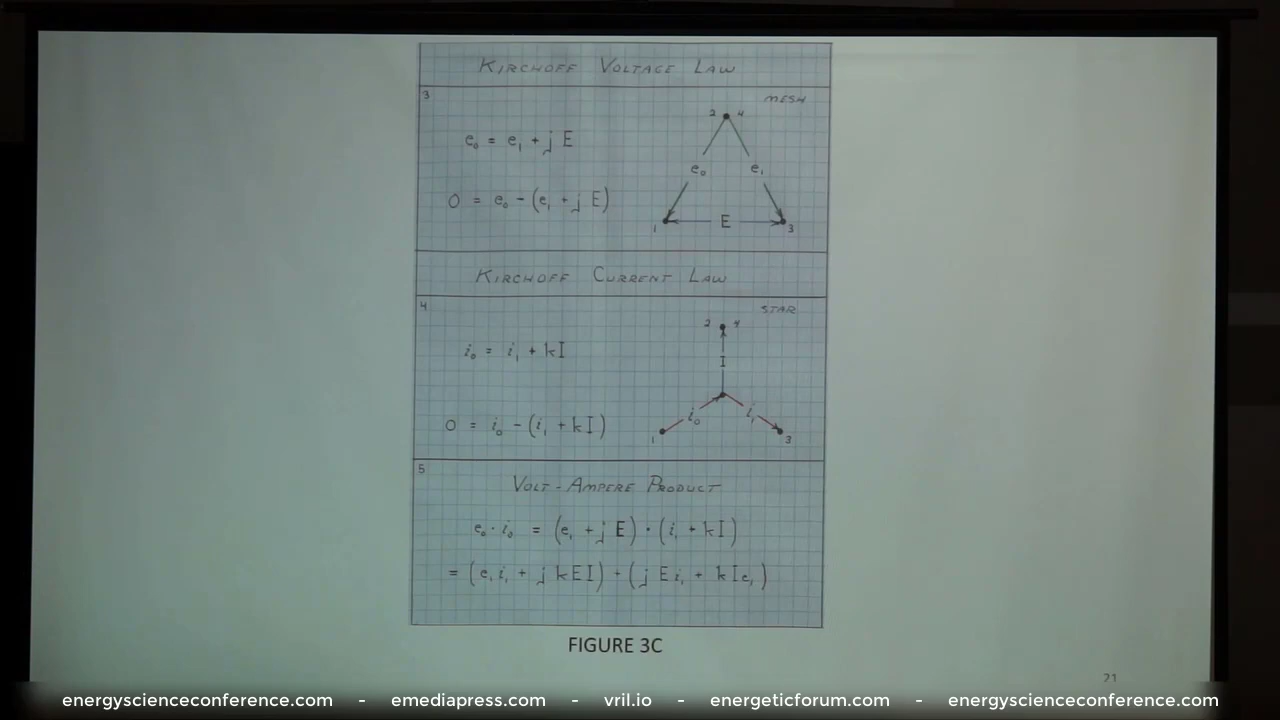 KIRCHOFF VOLTAGE LAW
3
MESH
2 4
e₀ = e₁ + j E
e₀ e₁
0 = e₀ - (e₁ + j E)
1 E 3
KIRCHOFF CURRENT LAW
4
STAR
2 4
i₀ = i₁ + kI
I
0 = i₀ - (i₁ + kI)
i₀ i₁
1 3
5
VOLT-AMPERE PRODUCT
e₀ · i₀ = (e₁ + j E) · (i₁ + kI)
= (e₁i₁ + j kEI) + (j E i₁ + kIe₁)
FIGURE 3C
21
energyscienceconference.com - emediapress.com - vril.io - energeticforum.com - energyscienceconference.com